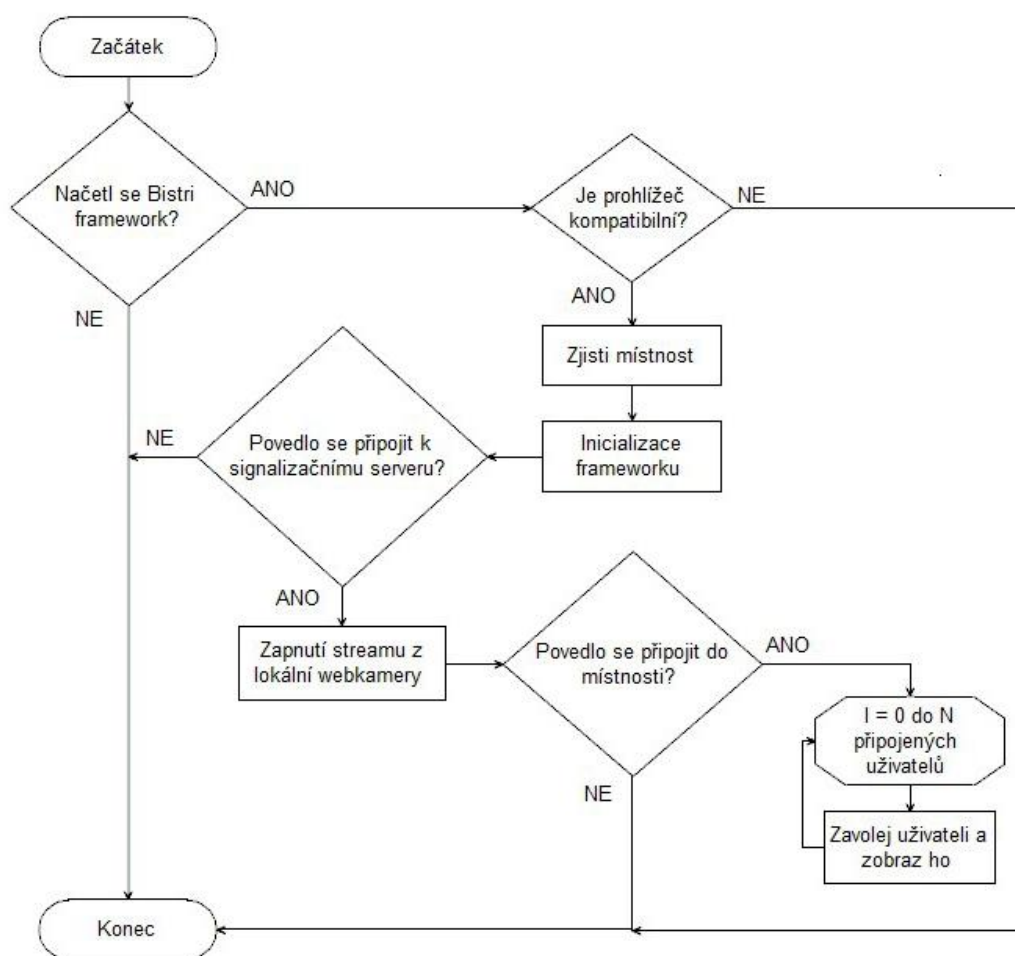 Začátek
Načetl se Bistri
framework?
ANO
Je prohlížeč
kompatibilní?
NE
NE
ANO
Zjisti místnost
Inicializace
frameworku
Povedlo se připojit k
signalizačnímu serveru?
NE
ANO
Zapnutí streamu z
lokální webkamery
Povedlo se připojit do
místnosti?
ANO
NE
I = 0 do N
připojených
uživatelů
Zavolej uživateli a
zobraz ho
Konec